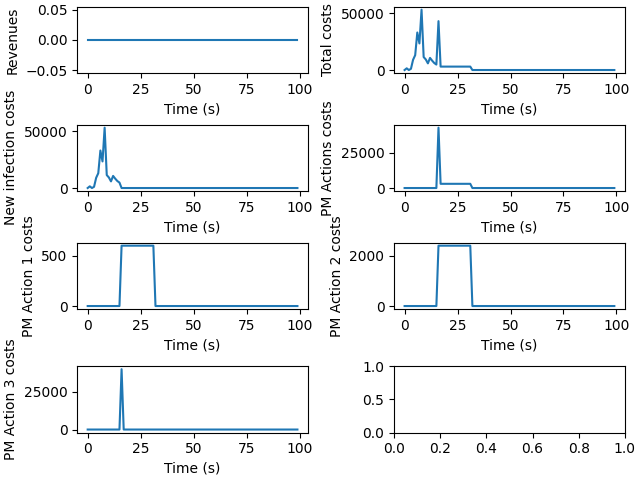 Revenues
0.05
0.00
−0.05
0 25 50 75 100
Time (s)
Total costs
50000
0
0 25 50 75 100
Time (s)
New infection costs
50000
0
0 25 50 75 100
Time (s)
PM Actions costs
25000
0
0 25 50 75 100
Time (s)
PM Action 1 costs
500
0
0 25 50 75 100
Time (s)
PM Action 2 costs
2000
0
0 25 50 75 100
Time (s)
PM Action 3 costs
25000
0
0 25 50 75 100
Time (s)
1.0
0.5
0.0
0.0 0.2 0.4 0.6 0.8 1.0